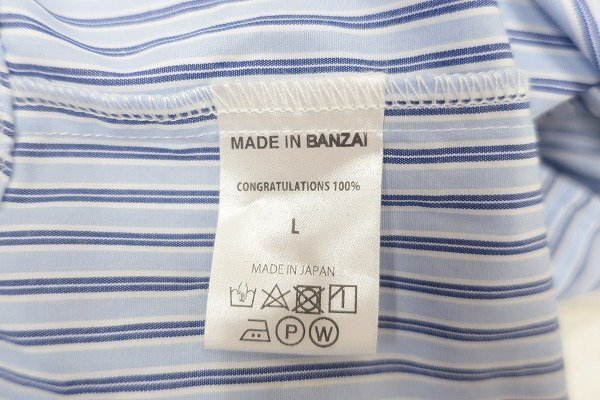 MADE IN BANZAI
CONGRATULATIONS 100%
L
MADE IN JAPAN
P W